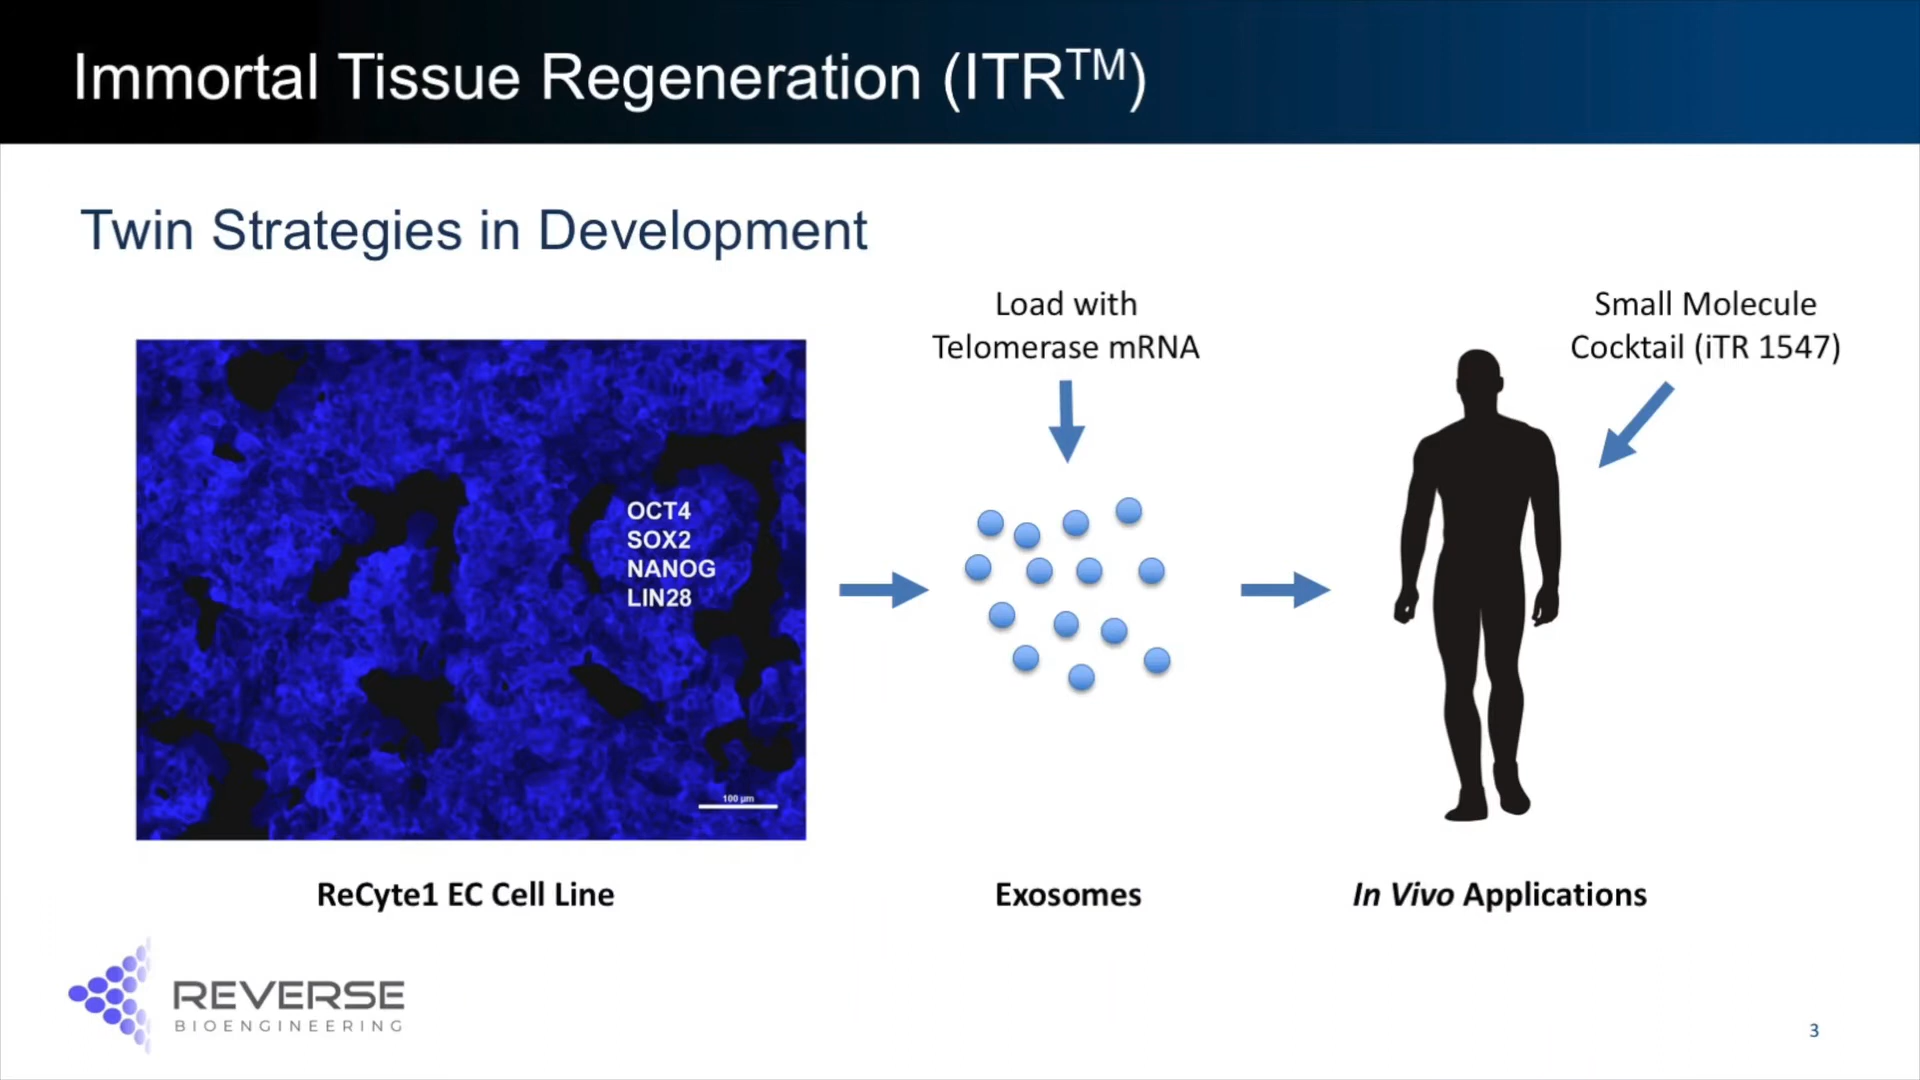 Immortal Tissue Regeneration (ITR™)
Twin Strategies in Development
Load with
Telomerase mRNA
Small Molecule
Cocktail (iTR 1547)
OCT4
SOX2
NANOG
LIN28
100 µm
ReCyte1 EC Cell Line
Exosomes
In Vivo Applications
REVERSE
BIOENGINEERING
3